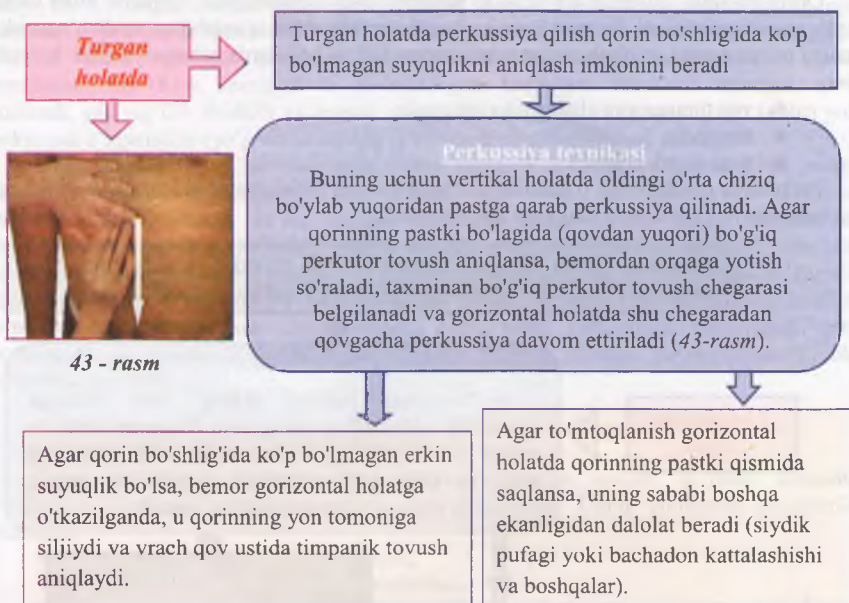 Turgan
holatda
Turgan holatda perkussiya qilish qorin bo'shlig'ida ko'p
bo'lmagan suyuqlikni aniqlash imkonini beradi
Perkussiya texnikasi
Buning uchun vertikal holatda oldingi o'rta chiziq
bo'ylab yuqoridan pastga qarab perkussiya qilinadi. Agar
qorinning pastki bo'lagida (qovdan yuqori) bo'g'iq
perkutor tovush aniqlansa, bemordan orqaga yotish
so'raladi, taxminan bo'g'iq perkutor tovush chegarasi
belgilanadi va gorizontal holatda shu chegaradan
qovgacha perkussiya davom ettiriladi (43-rasm).
43 - rasm
Agar qorin bo'shlig'ida ko'p bo'lmagan erkin
suyuqlik bo'lsa, bemor gorizontal holatga
o'tkazilganda, u qorinning yon tomoniga
siljiydi va vrach qov ustida timpanik tovush
aniqlaydi.
Agar to'mtoqlanish gorizontal
holatda qorinning pastki qismida
saqlansa, uning sababi boshqa
ekanligidan dalolat beradi (siydik
pufagi yoki bachadon kattalashishi
va boshqalar).